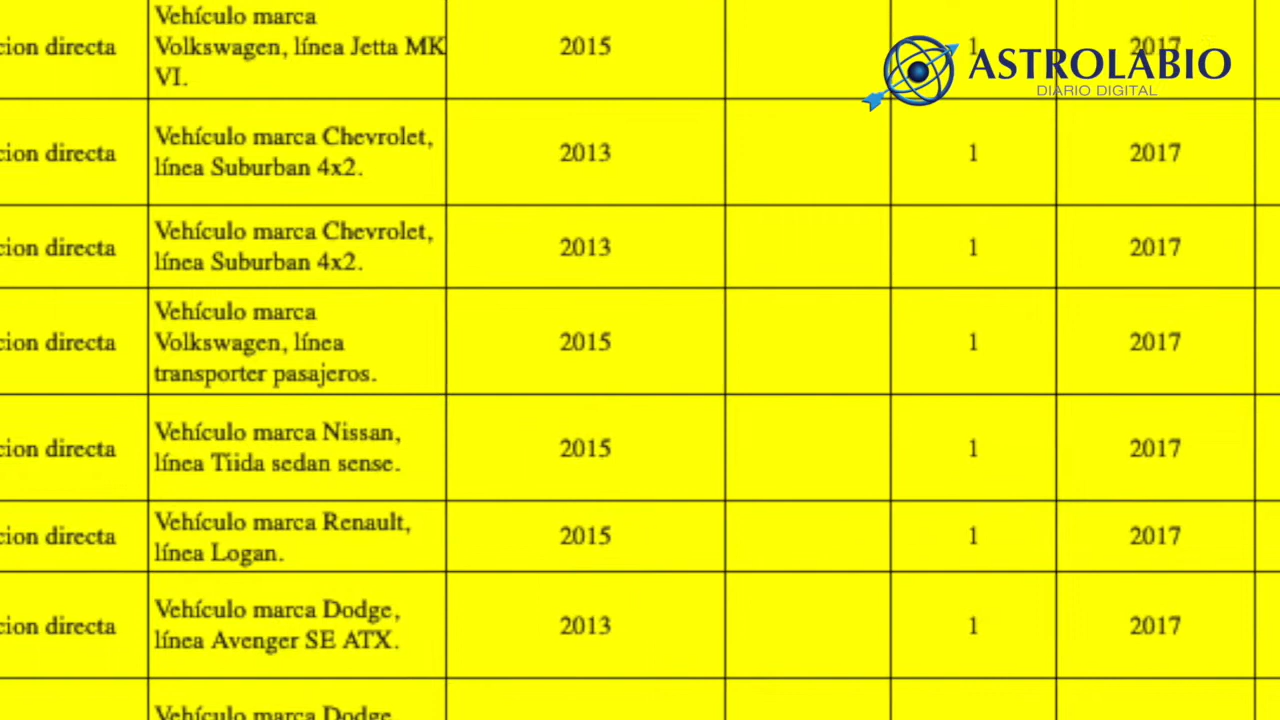 cion directa
Vehículo marca
Volkswagen, línea Jetta MK
VI.
2015
1
2017
ASTROLABIO
DIARIO DIGITAL
cion directa
Vehículo marca Chevrolet,
línea Suburban 4x2.
2013
1
2017
cion directa
Vehículo marca Chevrolet,
línea Suburban 4x2.
2013
1
2017
cion directa
Vehículo marca
Volkswagen, línea
transporter pasajeros.
2015
1
2017
cion directa
Vehículo marca Nissan,
línea Tiida sedan sense.
2015
1
2017
cion directa
Vehículo marca Renault,
línea Logan.
2015
1
2017
cion directa
Vehículo marca Dodge,
línea Avenger SE ATX.
2013
1
2017
Vehículo marca Dodge